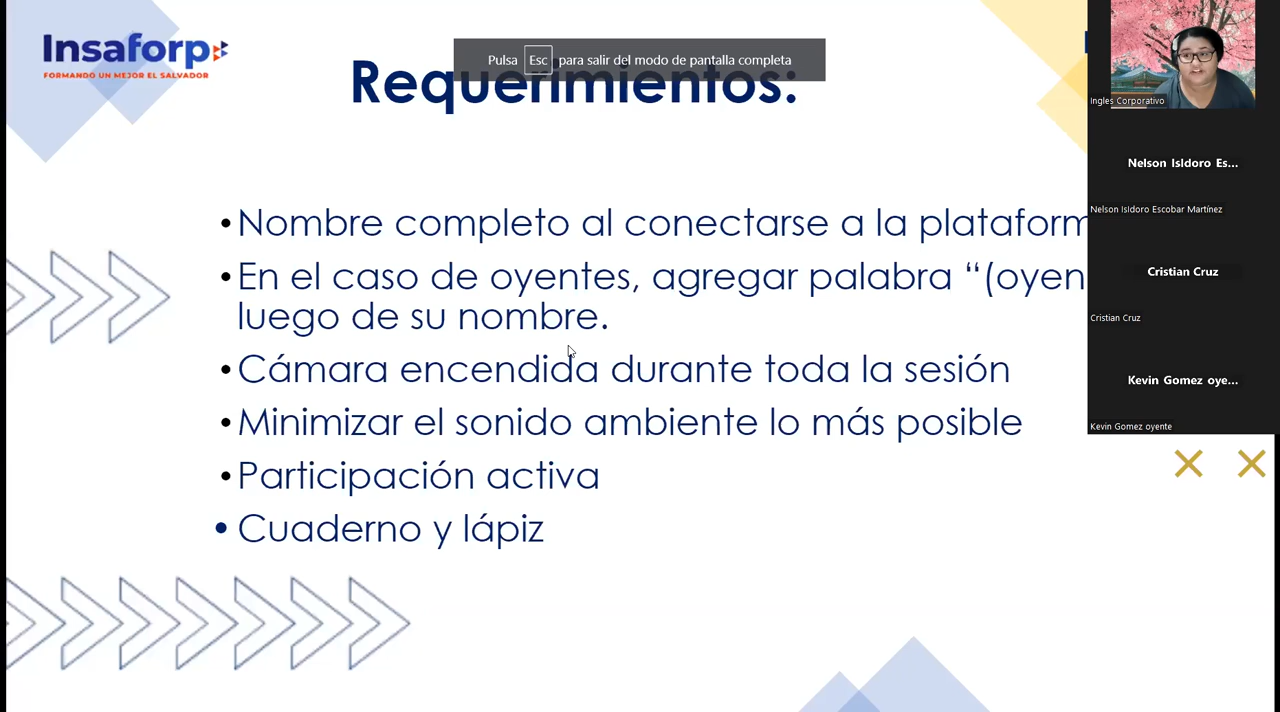 Insaforp
FORMANDO UN MEJOR EL SALVADOR
Pulsa Esc para salir del modo de pantalla completa
Requerimientos:
•Nombre completo al conectarse a la plataform
•En el caso de oyentes, agregar palabra “(oyen
luego de su nombre.
•Cámara encendida durante toda la sesión
•Minimizar el sonido ambiente lo más posible
•Participación activa
•Cuaderno y lápiz
Ingles Corporativo
Nelson IsIdoro Es...
Nelson IsIdoro Escobar Martínez
Cristian Cruz
Cristian Cruz
Kevin Gomez oye...
Kevin Gomez oyente